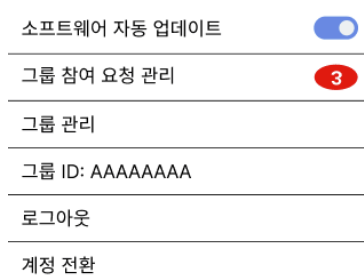 소프트웨어 자동 업데이트
그룹 참여 요청 관리 3
그룹 관리
그룹 ID: AAAAAAAA
로그아웃
계정 전환